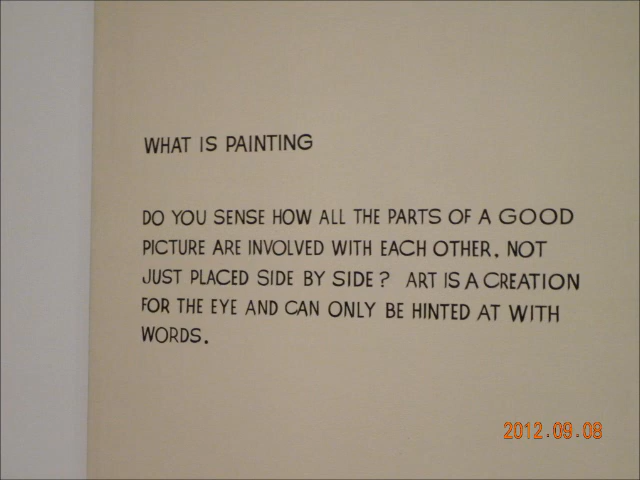 WHAT IS PAINTING
DO YOU SENSE HOW ALL THE PARTS OF A GOOD
PICTURE ARE INVOLVED WITH EACH OTHER. NOT
JUST PLACED SIDE BY SIDE? ART IS A CREATION
FOR THE EYE AND CAN ONLY BE HINTED AT WITH
WORDS.
2012.09.08